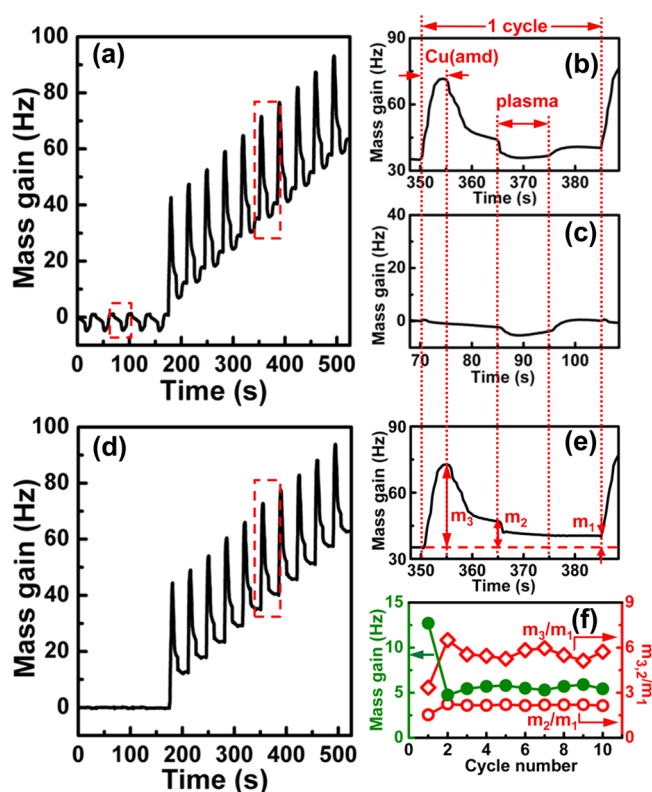 (a)
Mass gain (Hz)
100
80
60
40
20
0
0 100 200 300 400 500
Time (s)
1 cycle
Cu(amd)
(b)
plasma
Mass gain (Hz)
90
60
30
350 360 370 380
Time (s)
(c)
Mass gain (Hz)
40
20
0
70 80 90 100
Time (s)
(d)
Mass gain (Hz)
100
80
60
40
20
0
0 100 200 300 400 500
Time (s)
(e)
Mass gain (Hz)
90
60
30
m3
m2
m1
350 360 370 380
Time (s)
(f)
Mass gain (Hz)
15
10
5
0
m3/m1
m2/m1
9
6
3
0
m3,2/m1
0 2 4 6 8 10
Cycle number